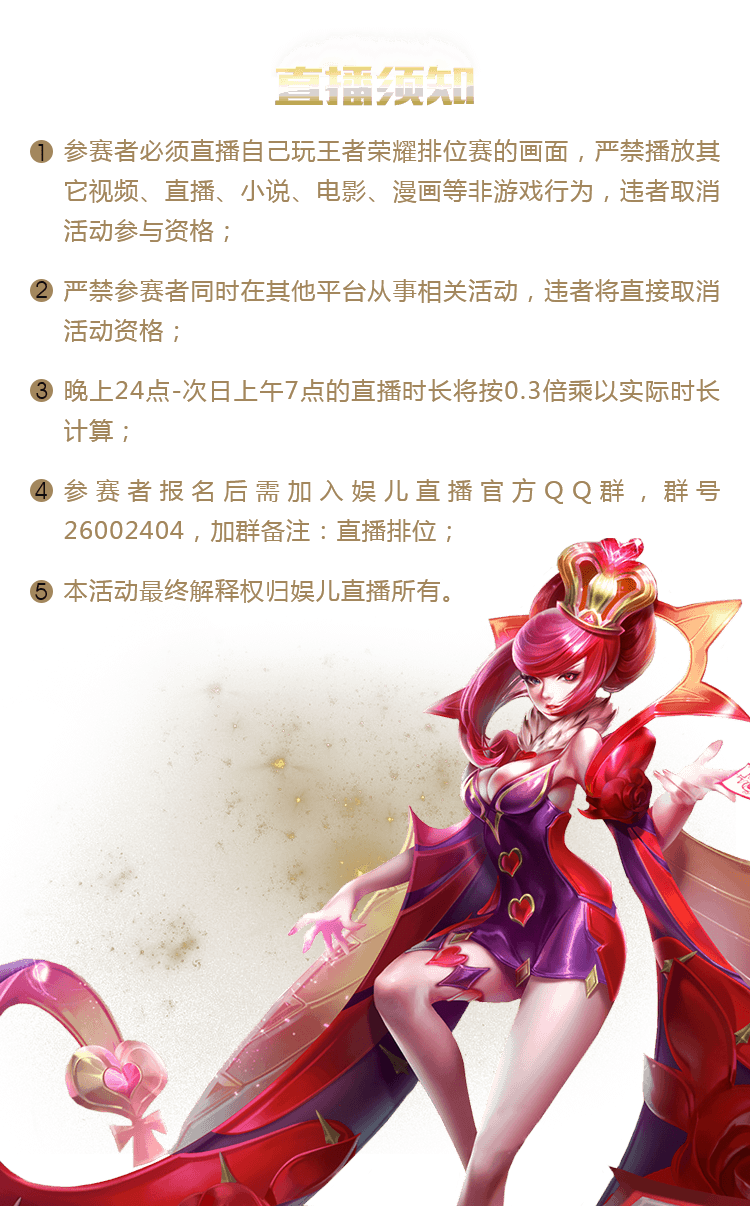 直播须知
1 参赛者必须直播自己玩王者荣耀排位赛的画面，严禁播放其
它视频、直播、小说、电影、漫画等非游戏行为，违者取消
活动参与资格；
2 严禁参赛者同时在其他平台从事相关活动，违者将直接取消
活动资格；
3 晚上24点-次日上午7点的直播时长将按0.3倍乘以实际时长
计算；
4 参赛者报名后需加入娱儿直播官方QQ群，群号
26002404，加群备注：直播排位；
5 本活动最终解释权归娱儿直播所有。